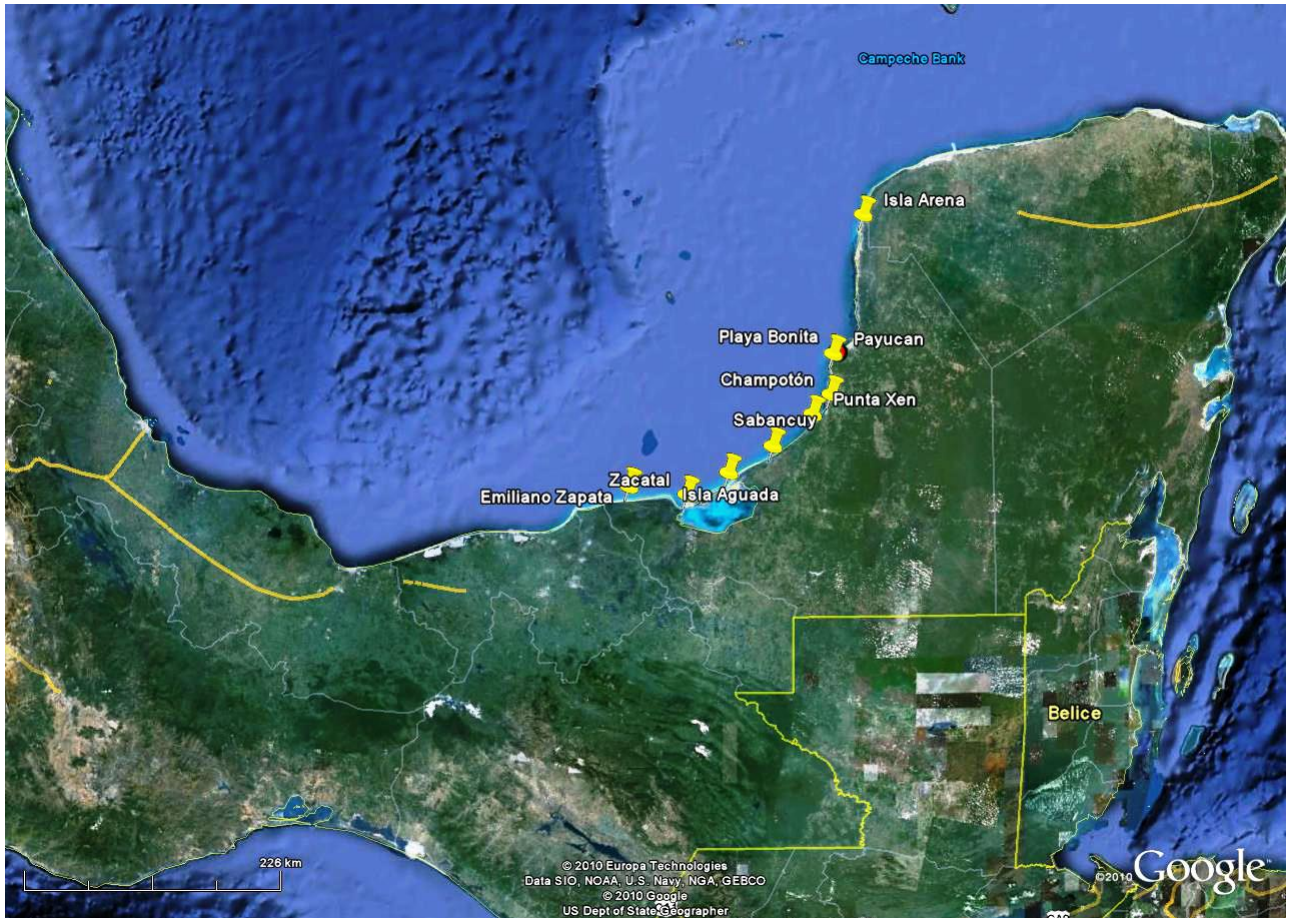 Campeche Bank
Isla Arena
Playa Bonita
Payucan
Champotón
Punta Xen
Sabancuy
Zacatal
Emiliano Zapata
Isla Aguada
Belice
226 km
© 2010 Europa Technologies
Data SIO, NOAA, U.S. Navy, NGA, GEBCO
© 2010 Google
US Dept of State Geographer
©2010 Google™